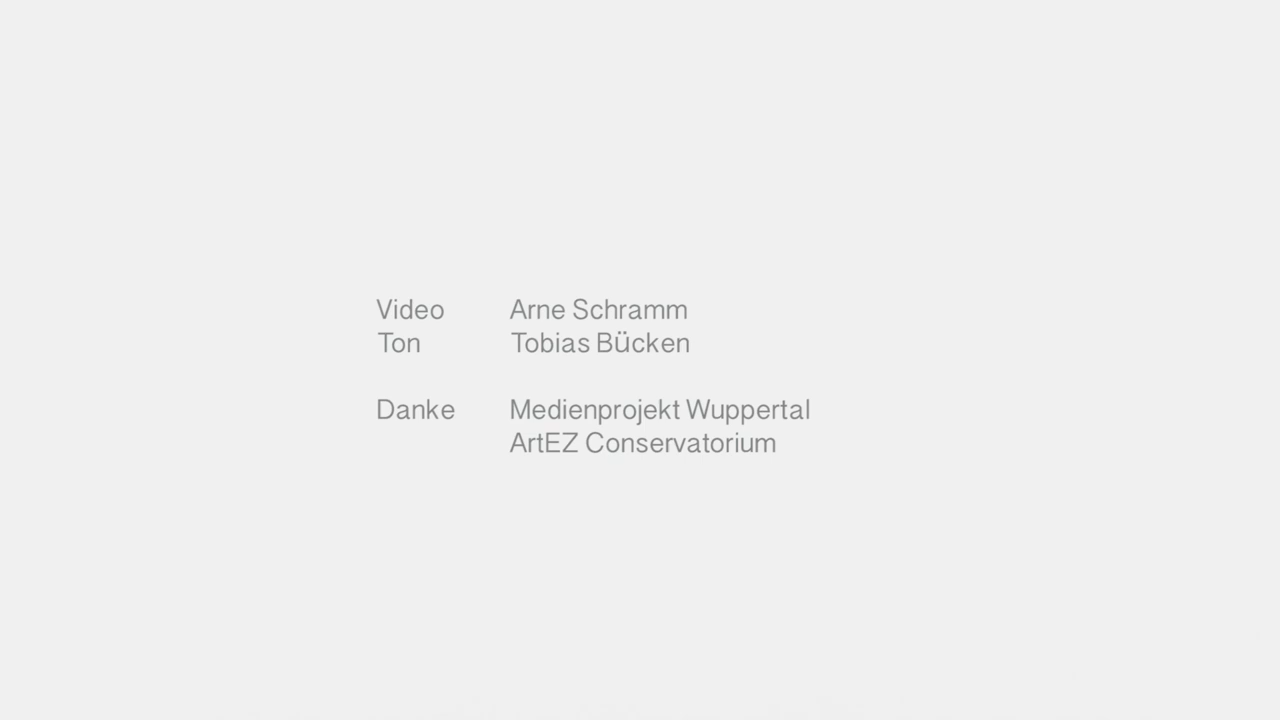 Video Arne Schramm
Ton Tobias Bücken
Danke Medienprojekt Wuppertal
ArtEZ Conservatorium